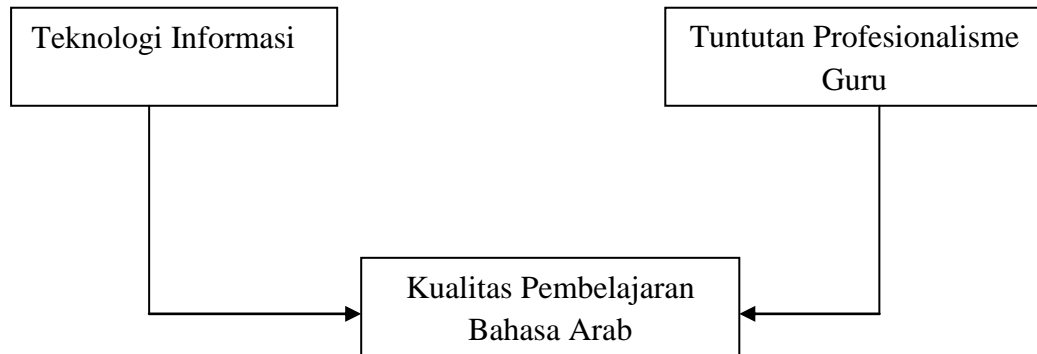 Teknologi Informasi
Tuntutan Profesionalisme
Guru
Kualitas Pembelajaran
Bahasa Arab